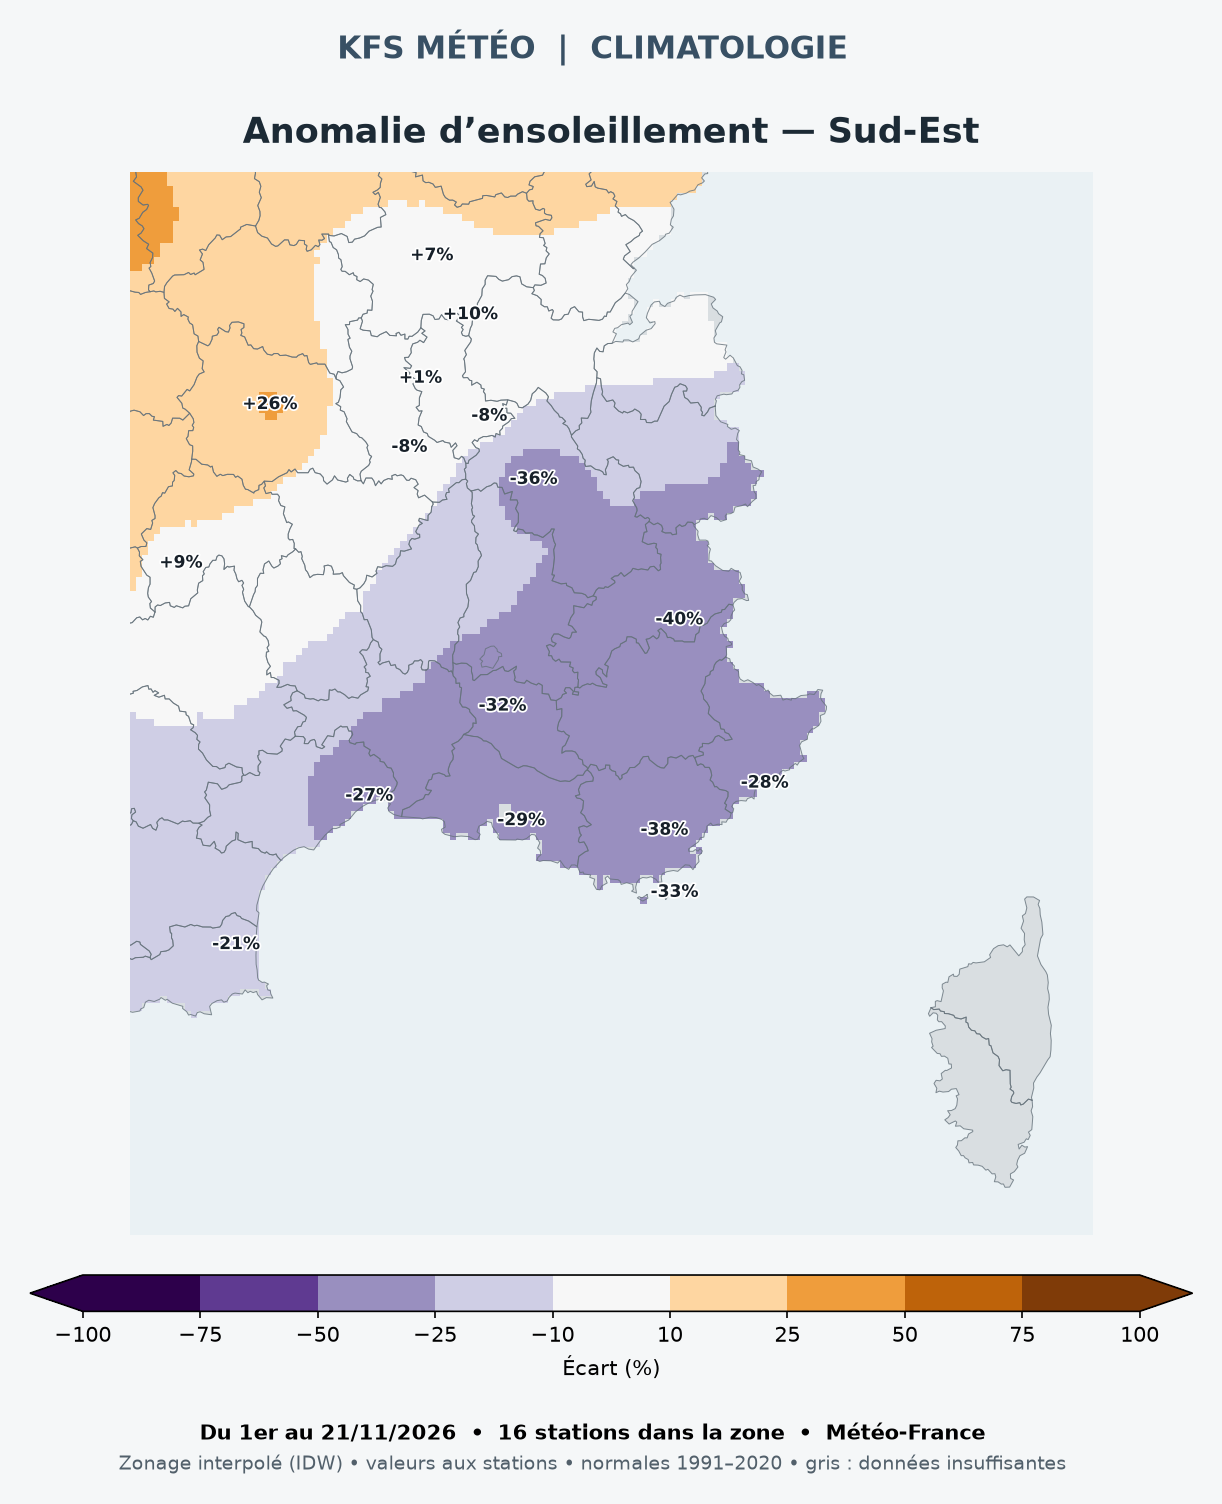 KFS MÉTÉO | CLIMATOLOGIE
Anomalie d’ensoleillement — Sud-Est
+7%
+10%
+1%
+26%
-8%
-8%
-36%
+9%
-40%
-32%
-28%
-27%
-29%
-38%
-33%
-21%
−100 −75 −50 −25 −10 10 25 50 75 100
Écart (%)
Du 1er au 21/11/2026 • 16 stations dans la zone • Météo-France
Zonage interpolé (IDW) • valeurs aux stations • normales 1991–2020 • gris : données insuffisantes